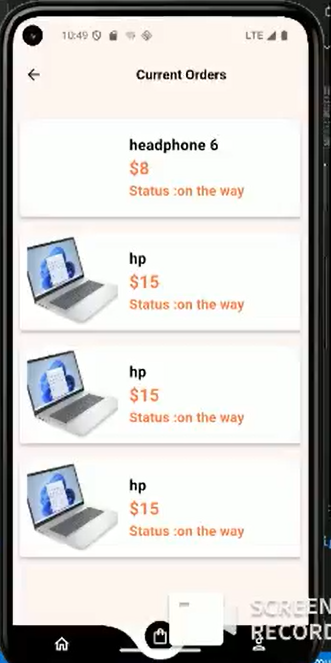 10:49
LTE
Current Orders
headphone 6
$8
Status :on the way
hp
$15
Status :on the way
hp
$15
Status :on the way
hp
$15
Status :on the way
SCREEN
RECORD